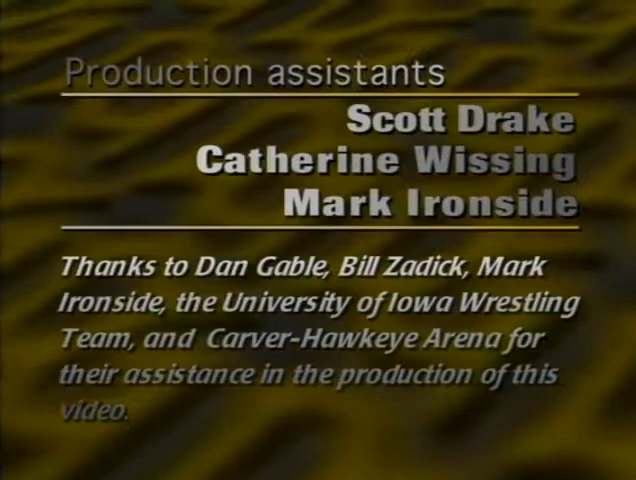 Production assistants
Scott Drake
Catherine Wissing
Mark Ironside
Thanks to Dan Gable, Bill Zadick, Mark
Ironside, the University of Iowa Wrestling
Team, and Carver-Hawkeye Arena for
their assistance in the production of this
video.